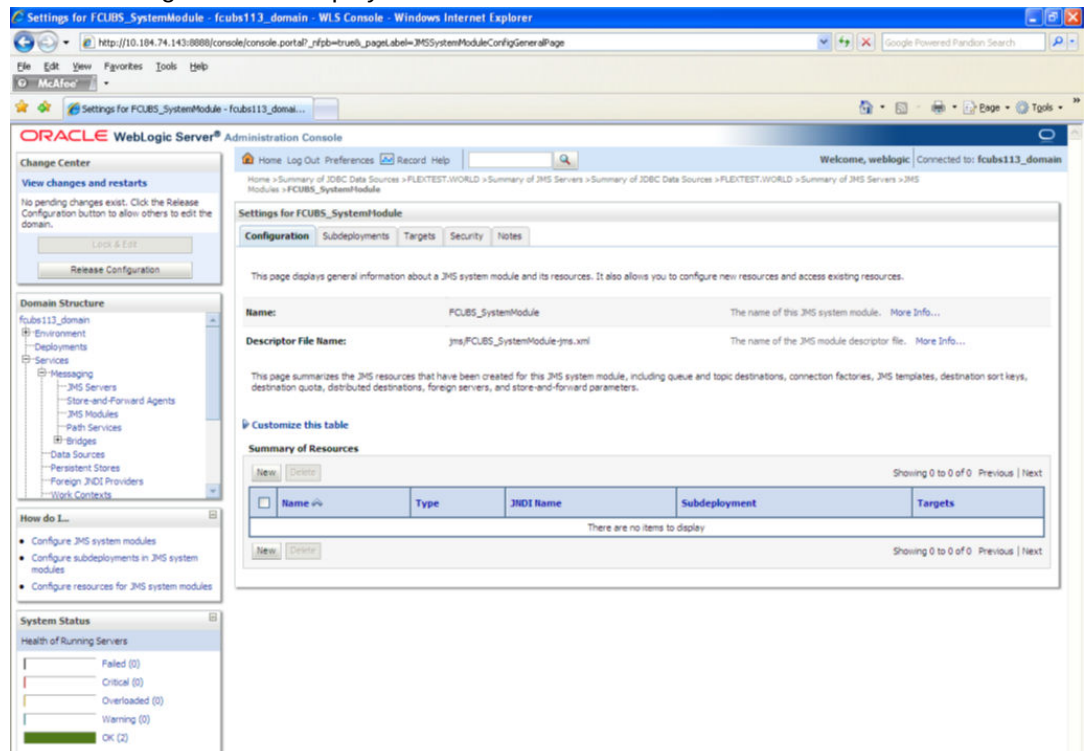 Settings for FCUBS_SystemModule - fcubs113_domain - WLS Console - Windows Internet Explorer
http://10.184.74.143:8888/console/console.portal?_nfpb=true&_pageLabel=JMSSystemModuleConfigGeneralPage
Google Powered Pandion Search
File Edit View Favorites Tools Help
McAfee
Settings for FCUBS_SystemModule - fcubs113_domai...
Page Tools
ORACLE WebLogic Server® Administration Console
Change Center
View changes and restarts
No pending changes exist. Click the Release
Configuration button to allow others to edit the
domain.
Lock & Edit
Release Configuration
Domain Structure
fcubs113_domain
Environment
Deployments
Services
Messaging
JMS Servers
Store-and-Forward Agents
JMS Modules
Path Services
Bridges
Data Sources
Persistent Stores
Foreign JNDI Providers
Work Contexts
How do I...
Configure JMS system modules
Configure subdeployments in JMS system
modules
Configure resources for JMS system modules
System Status
Health of Running Servers
Failed (0)
Critical (0)
Overloaded (0)
Warning (0)
OK (2)
Home Log Out Preferences Record Help
Welcome, weblogic Connected to: fcubs113_domain
Home >Summary of JDBC Data Sources >FLEXTEST.WORLD >Summary of JMS Servers >Summary of JDBC Data Sources >FLEXTEST.WORLD >Summary of JMS Servers >JMS
Modules >FCUBS_SystemModule
Settings for FCUBS_SystemModule
Configuration Subdeployments Targets Security Notes
This page displays general information about a JMS system module and its resources. It also allows you to configure new resources and access existing resources.
Name: FCUBS_SystemModule The name of this JMS system module. More Info...
Descriptor File Name: jms/FCUBS_SystemModule-jms.xml The name of the JMS module descriptor file. More Info...
This page summarizes the JMS resources that have been created for this JMS system module, including queue and topic destinations, connection factories, JMS templates, destination sort keys,
destination quota, distributed destinations, foreign servers, and store-and-forward parameters.
Customize this table
Summary of Resources
New Delete Showing 0 to 0 of 0 Previous | Next
Name Type JNDI Name Subdeployment Targets
There are no items to display
New Delete Showing 0 to 0 of 0 Previous | Next